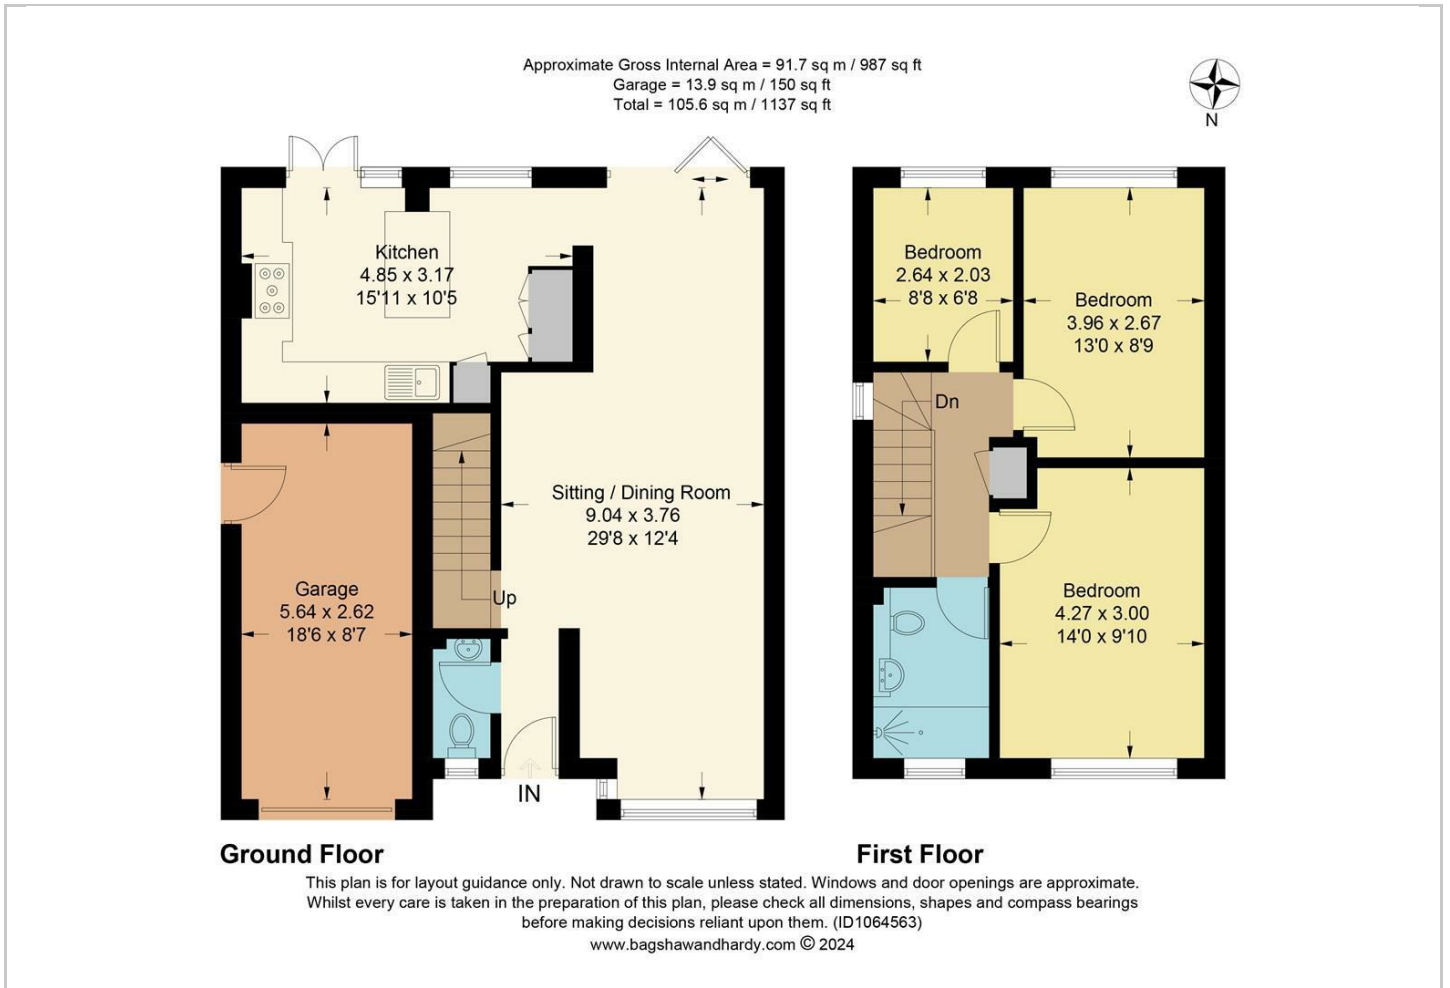 Approximate Gross Internal Area = 91.7 sq m / 987 sq ft
Garage = 13.9 sq m / 150 sq ft
Total = 105.6 sq m / 1137 sq ft
N
Kitchen
4.85 x 3.17
15'11 x 10'5
Sitting / Dining Room
9.04 x 3.76
29'8 x 12'4
Up
Garage
5.64 x 2.62
18'6 x 8'7
IN
Bedroom
2.64 x 2.03
8'8 x 6'8
Bedroom
3.96 x 2.67
13'0 x 8'9
Dn
Bedroom
4.27 x 3.00
14'0 x 9'10
Ground Floor
First Floor
This plan is for layout guidance only. Not drawn to scale unless stated. Windows and door openings are approximate.
Whilst every care is taken in the preparation of this plan, please check all dimensions, shapes and compass bearings
before making decisions reliant upon them. (ID1064563)
www.bagshawandhardy.com © 2024